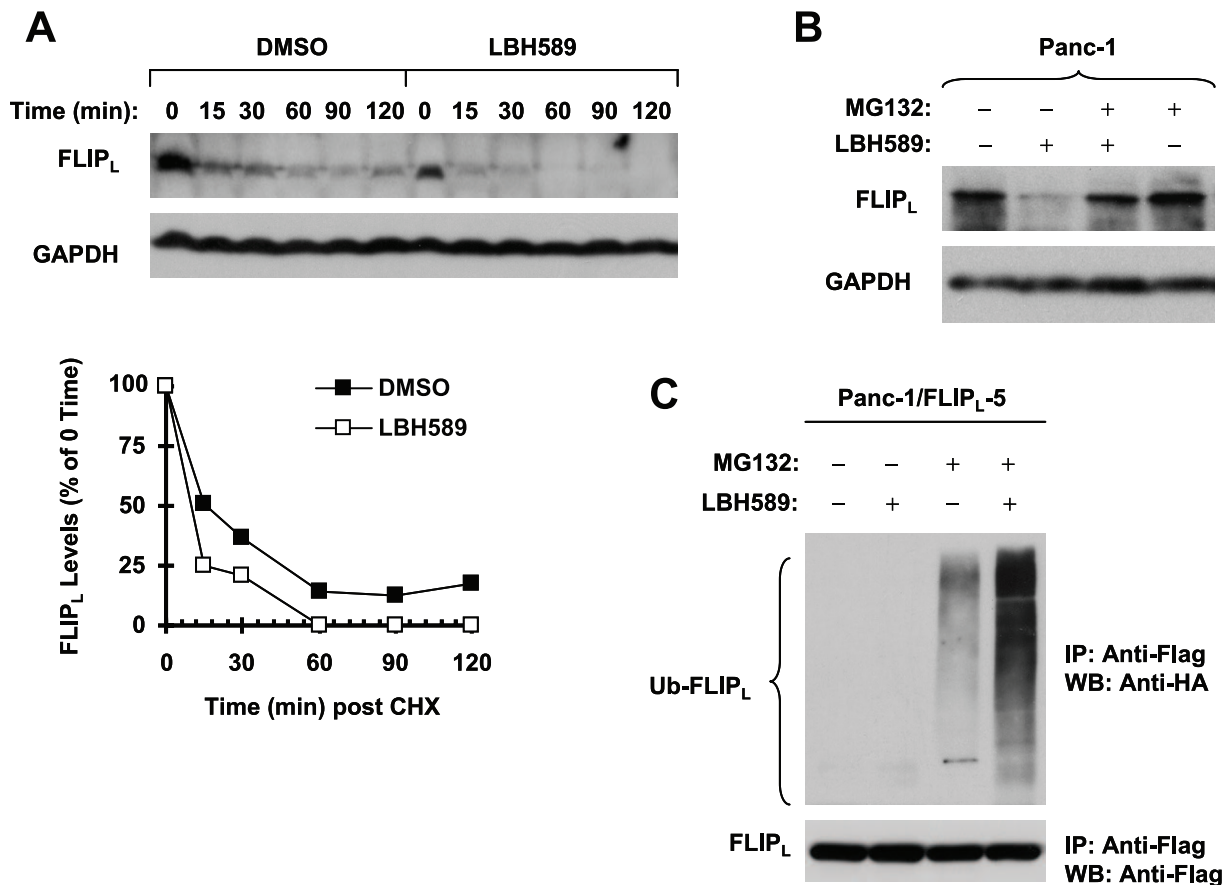 A
DMSO LBH589
Time (min): 0 15 30 60 90 120 0 15 30 60 90 120
FLIPL
GAPDH
100
75
50
25
0
0 30 60 90 120
FLIPL Levels (% of 0 Time)
Time (min) post CHX
DMSO
LBH589
B
Panc-1
MG132: – – + +
LBH589: – + + –
FLIPL
GAPDH
C
Panc-1/FLIPL-5
MG132: – – + +
LBH589: – + – +
Ub-FLIPL
IP: Anti-Flag
WB: Anti-HA
FLIPL
IP: Anti-Flag
WB: Anti-Flag